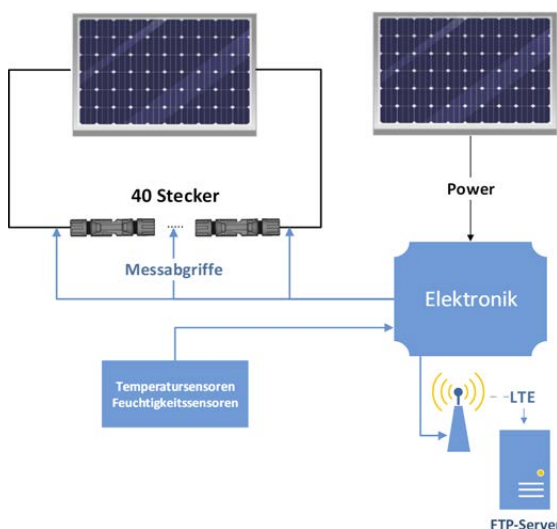 40 Stecker
Power
.....
Messabgriffe
Elektronik
Temperatursensoren
Feuchtigkeitssensoren
LTE
FTP-Server